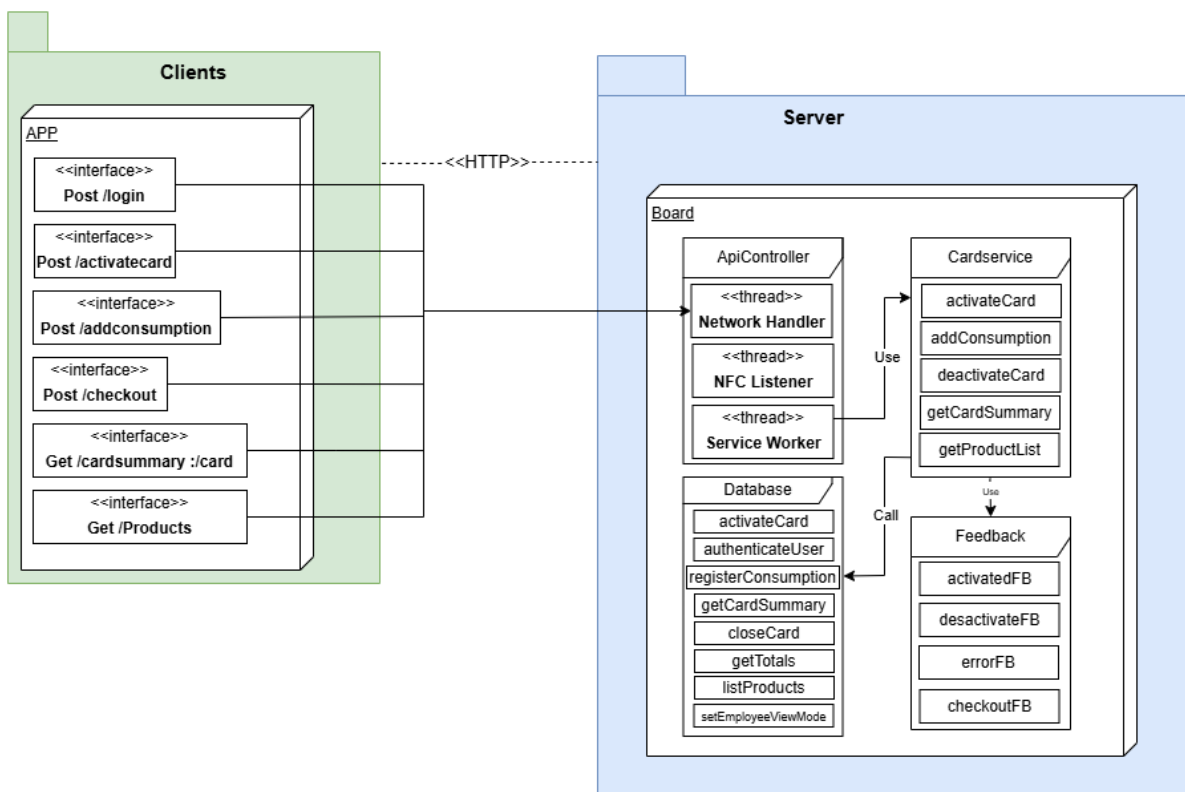 Clients
APP
<<interface>>
Post /login
<<interface>>
Post /activatecard
<<interface>>
Post /addconsumption
<<interface>>
Post /checkout
<<interface>>
Get /cardsummary :/card
<<interface>>
Get /Products
<<HTTP>>
Server
Board
ApiController
<<thread>>
Network Handler
<<thread>>
NFC Listener
<<thread>>
Service Worker
Use
Cardservice
activateCard
addConsumption
deactivateCard
getCardSummary
getProductList
Call
Use
Database
activateCard
authenticateUser
registerConsumption
getCardSummary
closeCard
getTotals
listProducts
setEmployeeViewMode
Feedback
activatedFB
desactivateFB
errorFB
checkoutFB